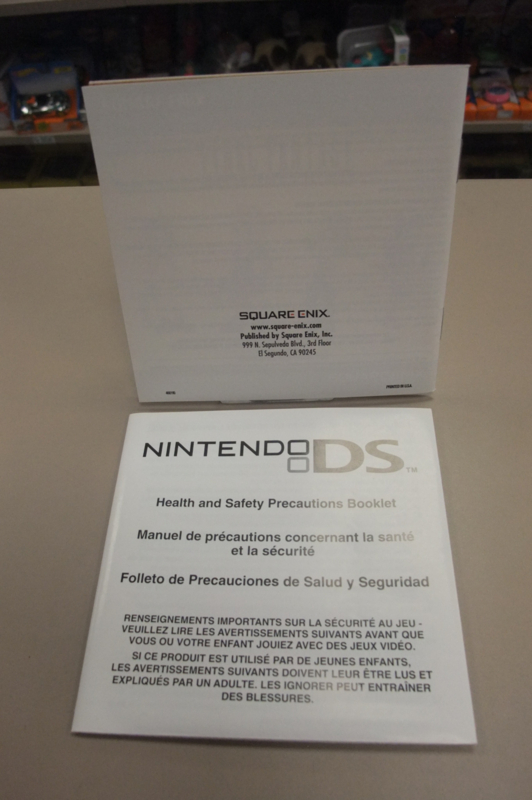 SQUARE ENIX.
www.square-enix.com
Published by Square Enix, Inc.
999 N. Sepulveda Blvd., 3rd Floor
El Segundo, CA 90245
PRINTED IN USA
NINTENDO DS™
Health and Safety Precautions Booklet
Manuel de précautions concernant la santé
et la sécurité
Folleto de Precauciones de Salud y Seguridad
RENSEIGNEMENTS IMPORTANTS SUR LA SÉCURITÉ AU JEU -
VEUILLEZ LIRE LES AVERTISSEMENTS SUIVANTS AVANT QUE
VOUS OU VOTRE ENFANT JOUIEZ AVEC DES JEUX VIDÉO.
SI CE PRODUIT EST UTILISÉ PAR DE JEUNES ENFANTS,
LES AVERTISSEMENTS SUIVANTS DOIVENT LEUR ÊTRE LUS ET
EXPLIQUÉS PAR UN ADULTE. LES IGNORER PEUT ENTRAÎNER
DES BLESSURES.